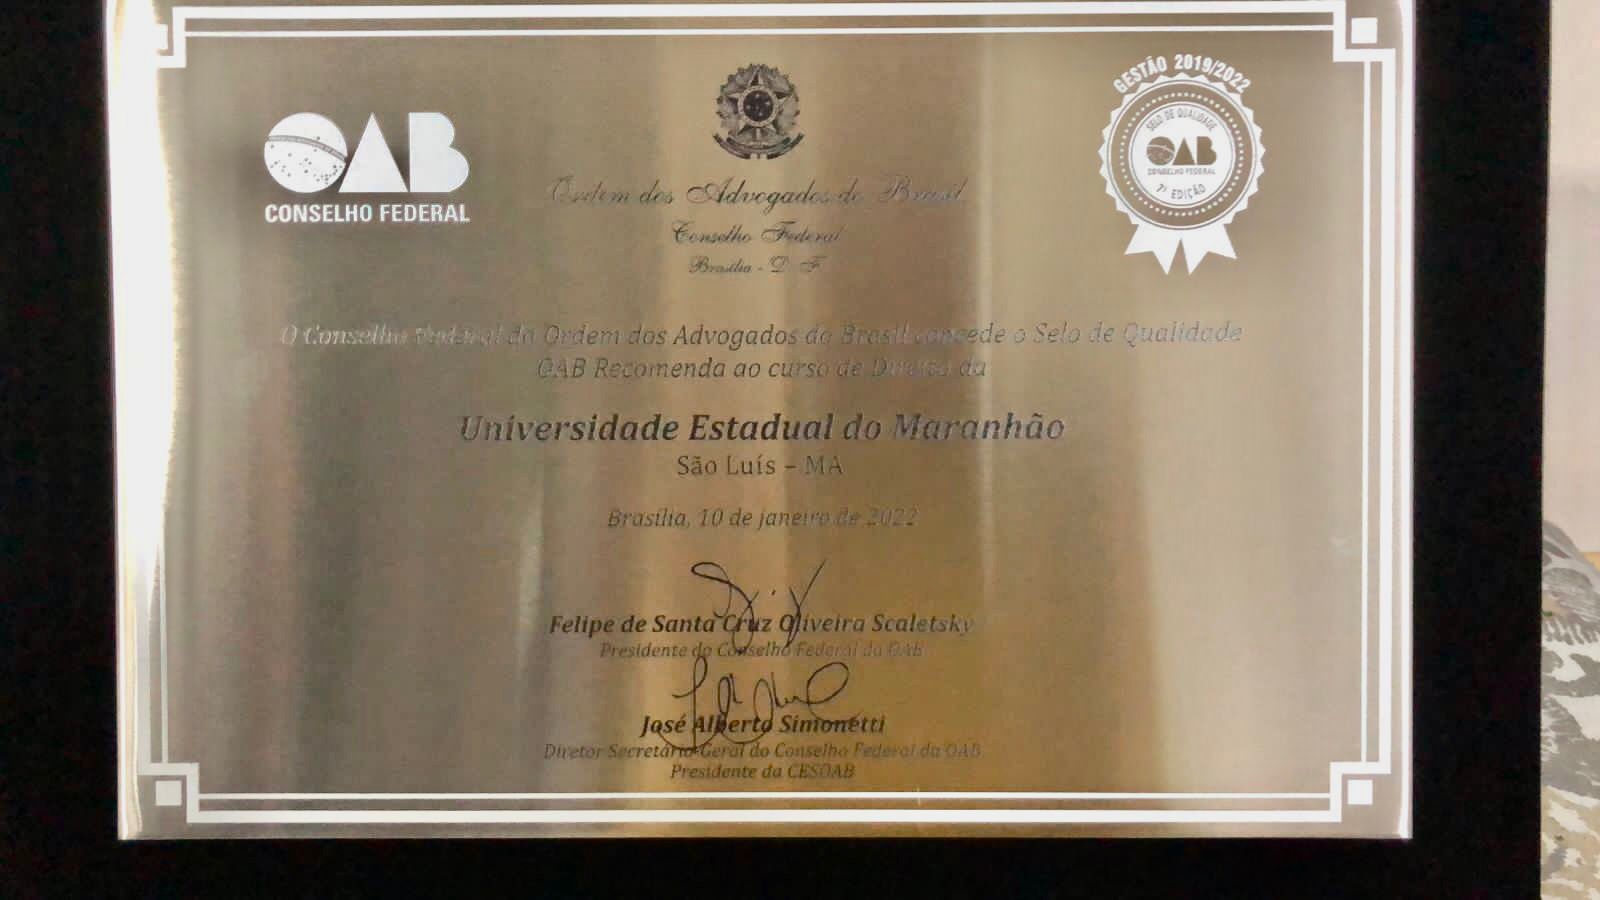 OAB
CONSELHO FEDERAL
Ordem dos Advogados do Brasil
Conselho Federal
Brasília - D. F.
GESTÃO 2019/2022
SELO DE QUALIDADE
OAB
CONSELHO FEDERAL
7ª EDIÇÃO
O Conselho Federal da Ordem dos Advogados do Brasil concede o Selo de Qualidade
OAB Recomenda ao curso de Direito da
Universidade Estadual do Maranhão
São Luís – MA
Brasília, 10 de janeiro de 2022
Felipe de Santa Cruz Oliveira Scaletsky
Presidente do Conselho Federal da OAB
José Alberto Simonetti
Diretor Secretário-Geral do Conselho Federal da OAB
Presidente da CESOAB